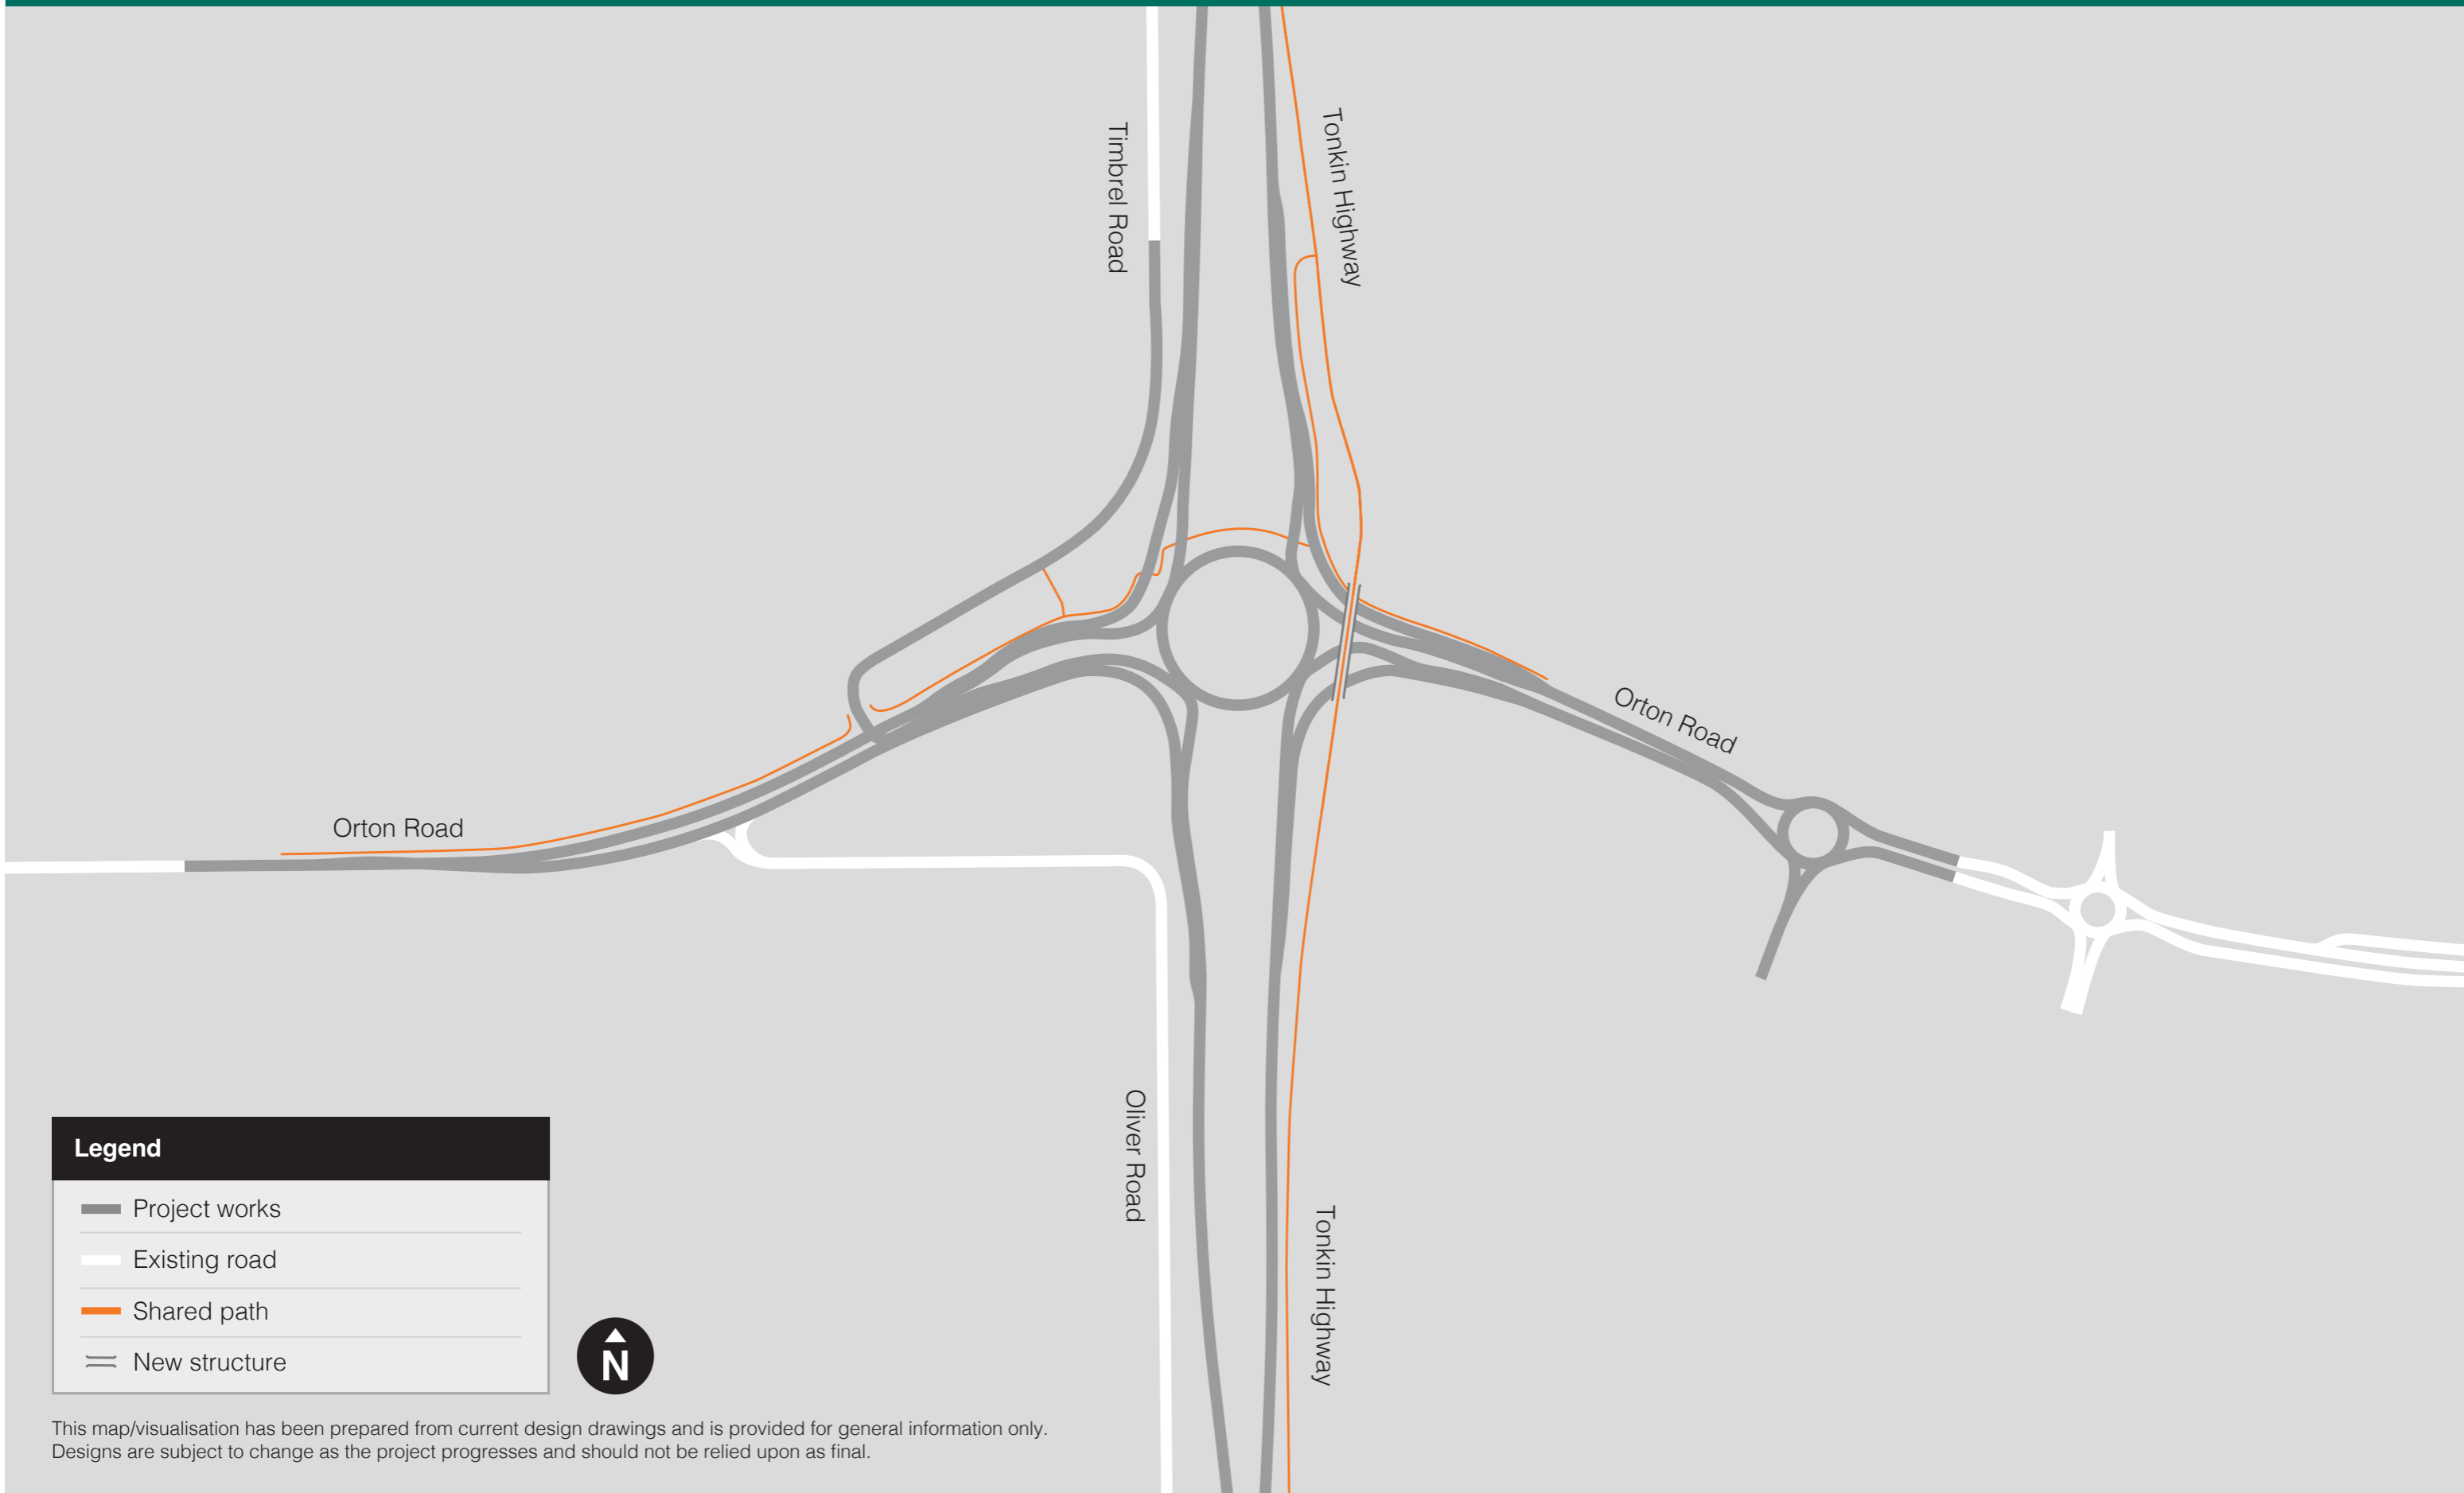 Timbrel Road
Tonkin Highway
Orton Road
Orton Road
Oliver Road
Tonkin Highway
Legend
Project works
Existing road
Shared path
New structure
N
This map/visualisation has been prepared from current design drawings and is provided for general information only.
Designs are subject to change as the project progresses and should not be relied upon as final.